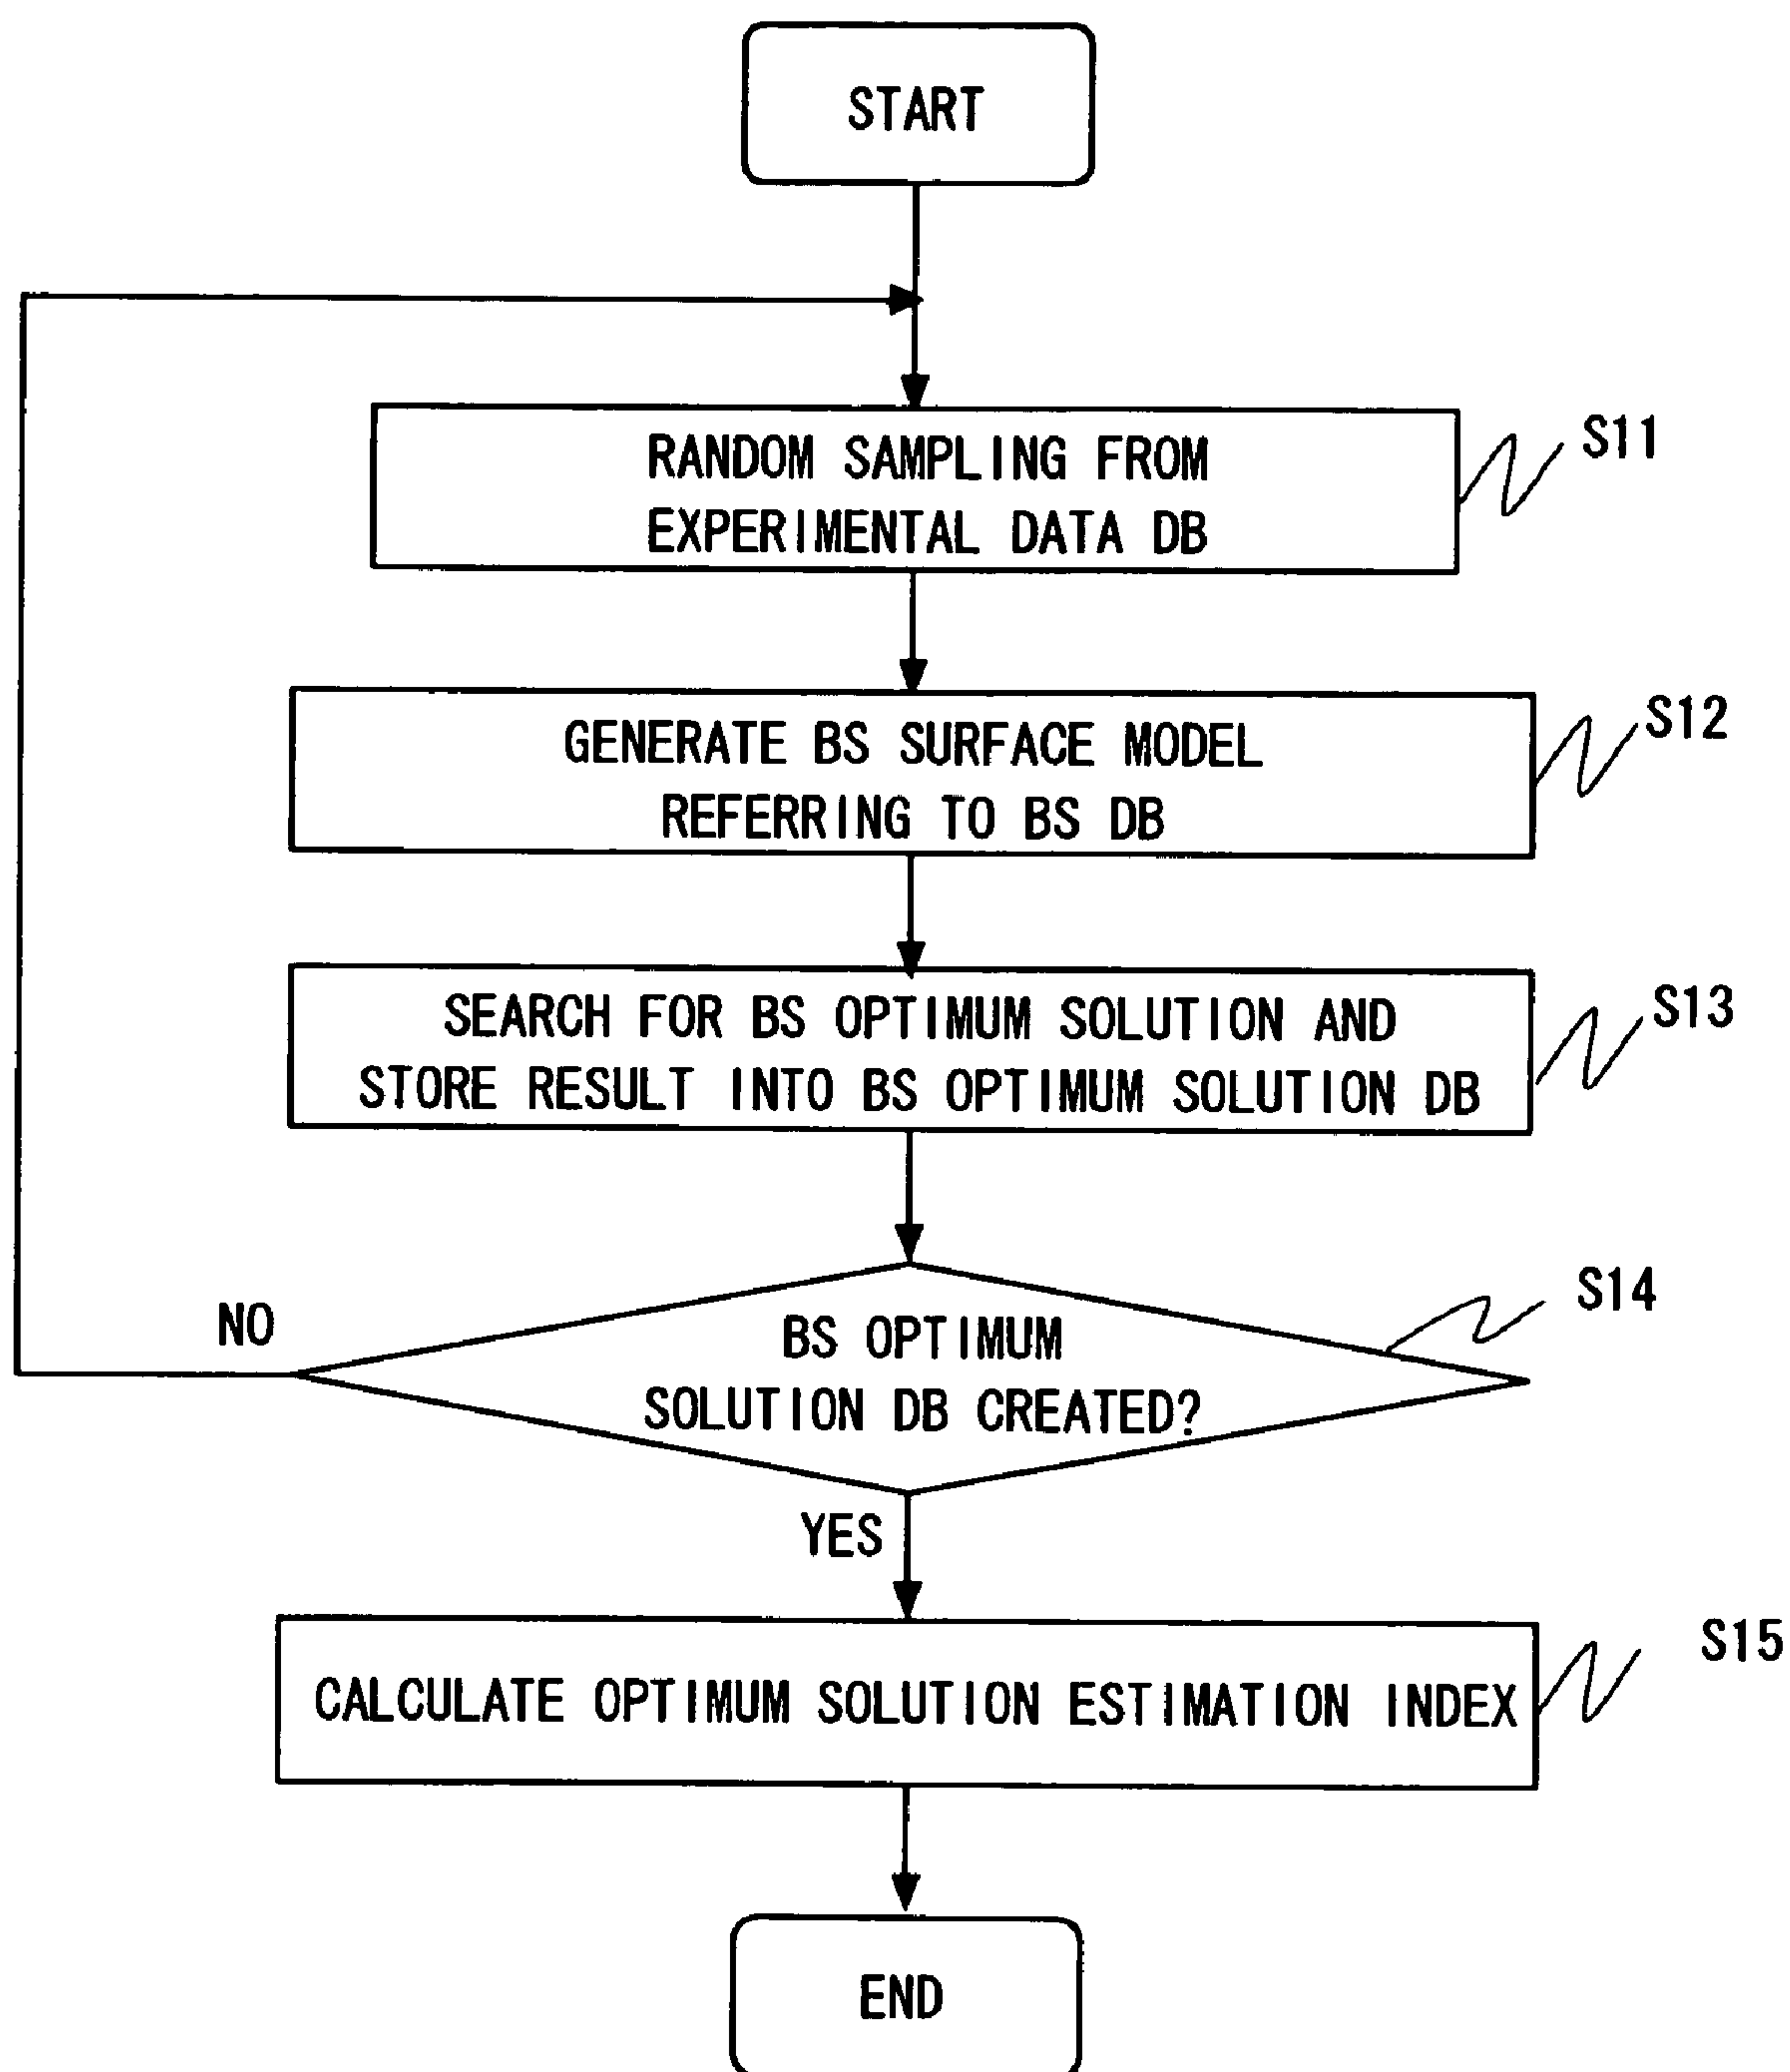 START
RANDOM SAMPLING FROM
EXPERIMENTAL DATA DB
S11
GENERATE BS SURFACE MODEL
REFERRING TO BS DB
S12
SEARCH FOR BS OPTIMUM SOLUTION AND
STORE RESULT INTO BS OPTIMUM SOLUTION DB
S13
BS OPTIMUM
SOLUTION DB CREATED?
S14
NO
YES
CALCULATE OPTIMUM SOLUTION ESTIMATION INDEX
S15
END